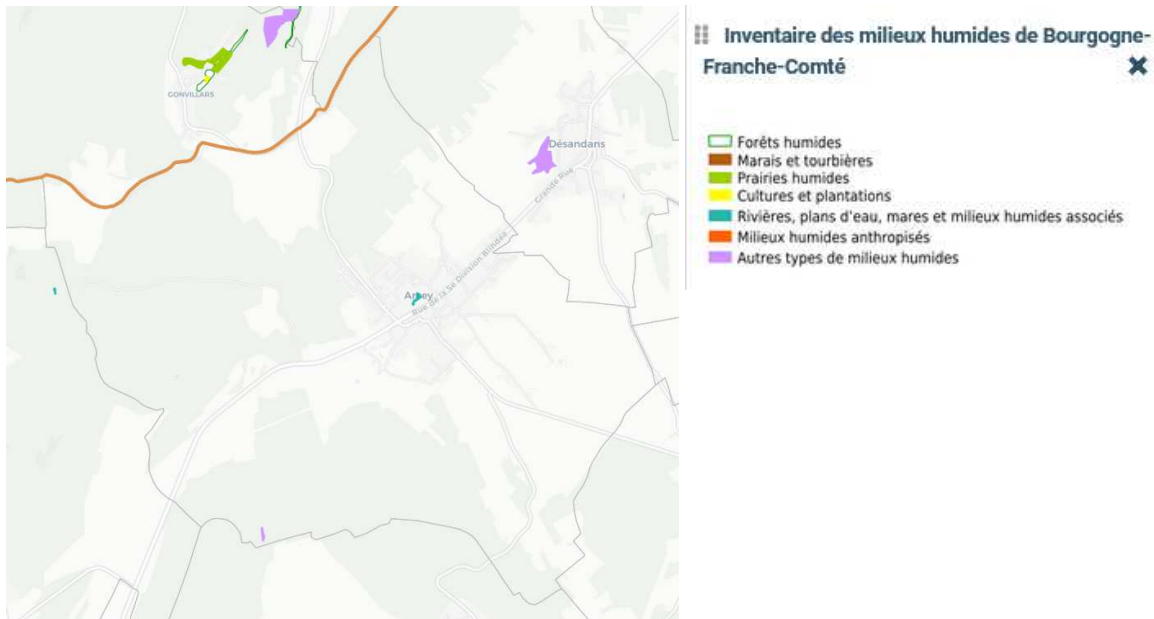 Inventaire des milieux humides de Bourgogne-
Franche-Comté
Forêts humides
Marais et tourbières
Prairies humides
Cultures et plantations
Rivières, plans d'eau, mares et milieux humides associés
Milieux humides anthropisés
Autres types de milieux humides
GONVILLARS
Désandans
Grande Rue
Rue de la 5e Division Blindée